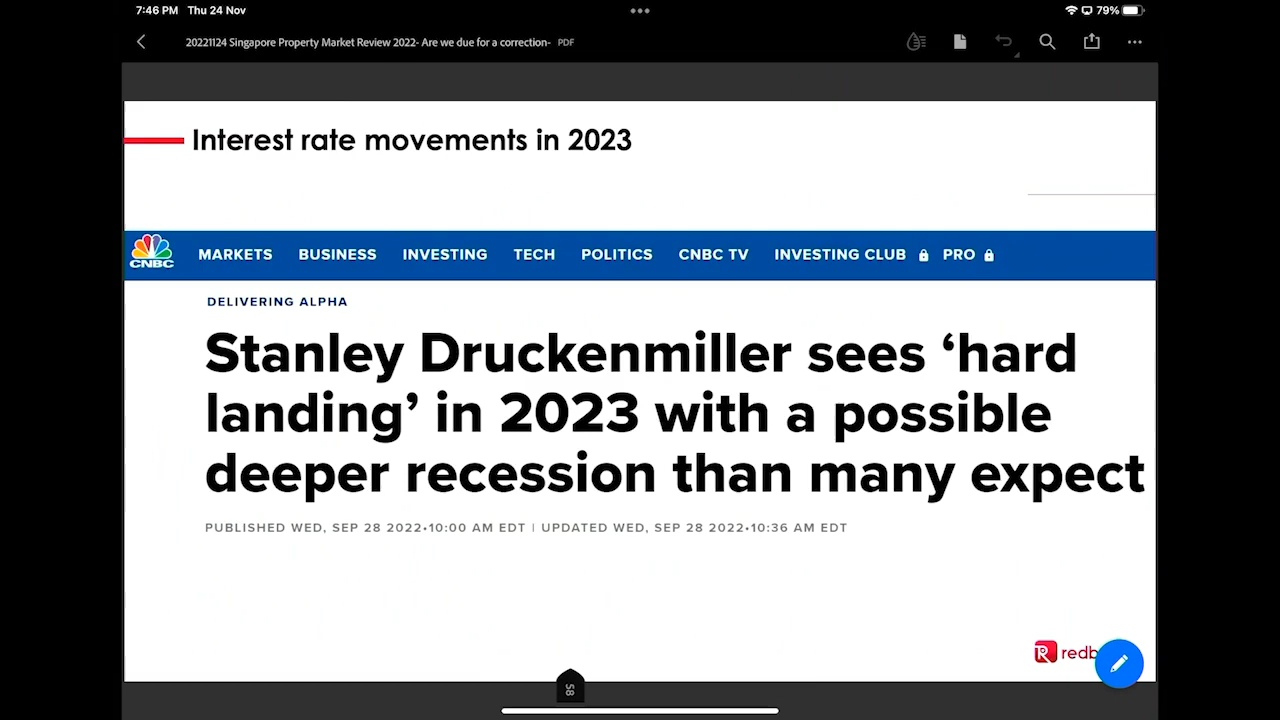 7:46 PM Thu 24 Nov
79%
20221124 Singapore Property Market Review 2022- Are we due for a correction- PDF
Interest rate movements in 2023
CNBC MARKETS BUSINESS INVESTING TECH POLITICS CNBC TV INVESTING CLUB PRO
DELIVERING ALPHA
Stanley Druckenmiller sees ‘hard
landing’ in 2023 with a possible
deeper recession than many expect
PUBLISHED WED, SEP 28 2022•10:00 AM EDT | UPDATED WED, SEP 28 2022•10:36 AM EDT
redb
58